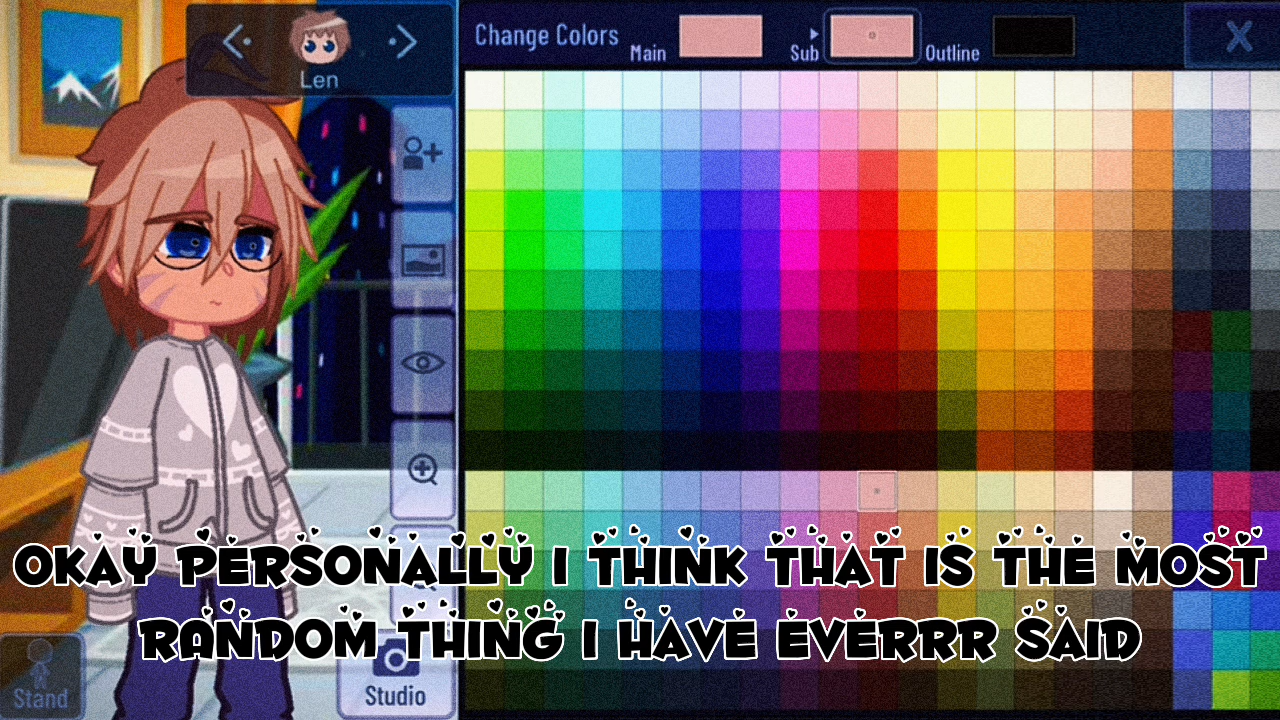 Change Colors
Main
Sub
Outline
X
Len
OKAY PERSONALLY I THINK THAT IS THE MOST
RANDOM THING I HAVE EVERRR SAID
Stand
Studio